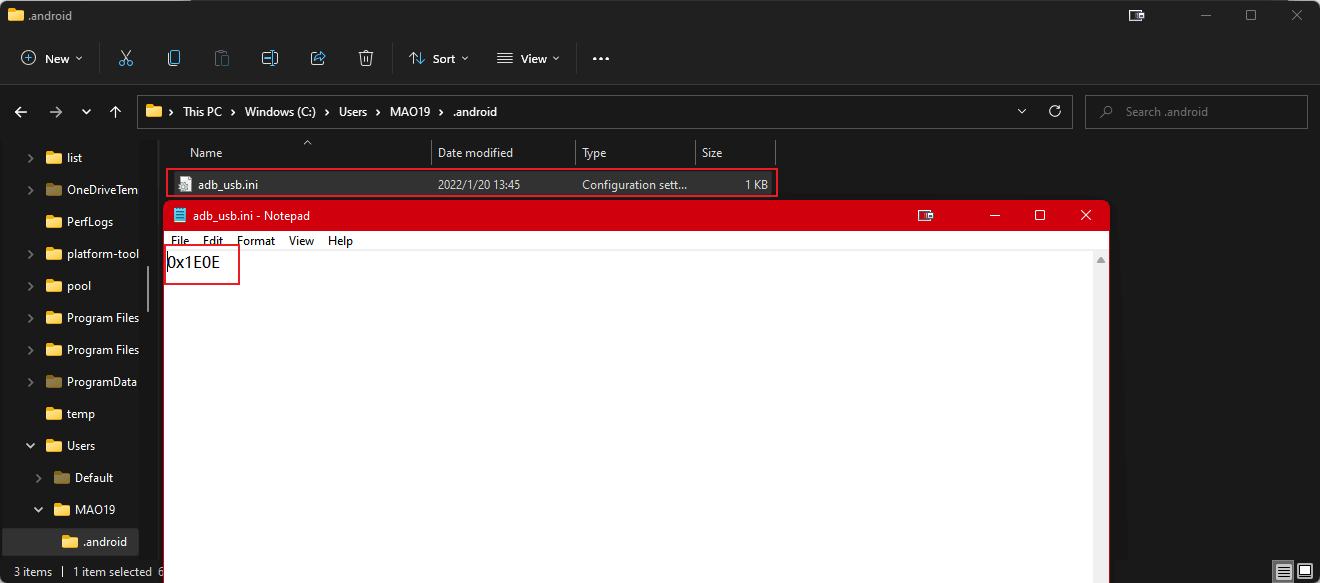 .android
New
Sort
View
This PC > Windows (C:) > Users > MAO19 > .android
Search .android
Name
Date modified
Type
Size
adb_usb.ini
2022/1/20 13:45
Configuration sett...
1 KB
list
OneDriveTem
PerfLogs
platform-tool
pool
Program Files
Program Files
ProgramData
temp
Users
Default
MAO19
.android
adb_usb.ini - Notepad
File Edit Format View Help
0x1E0E
3 items | 1 item selected 6